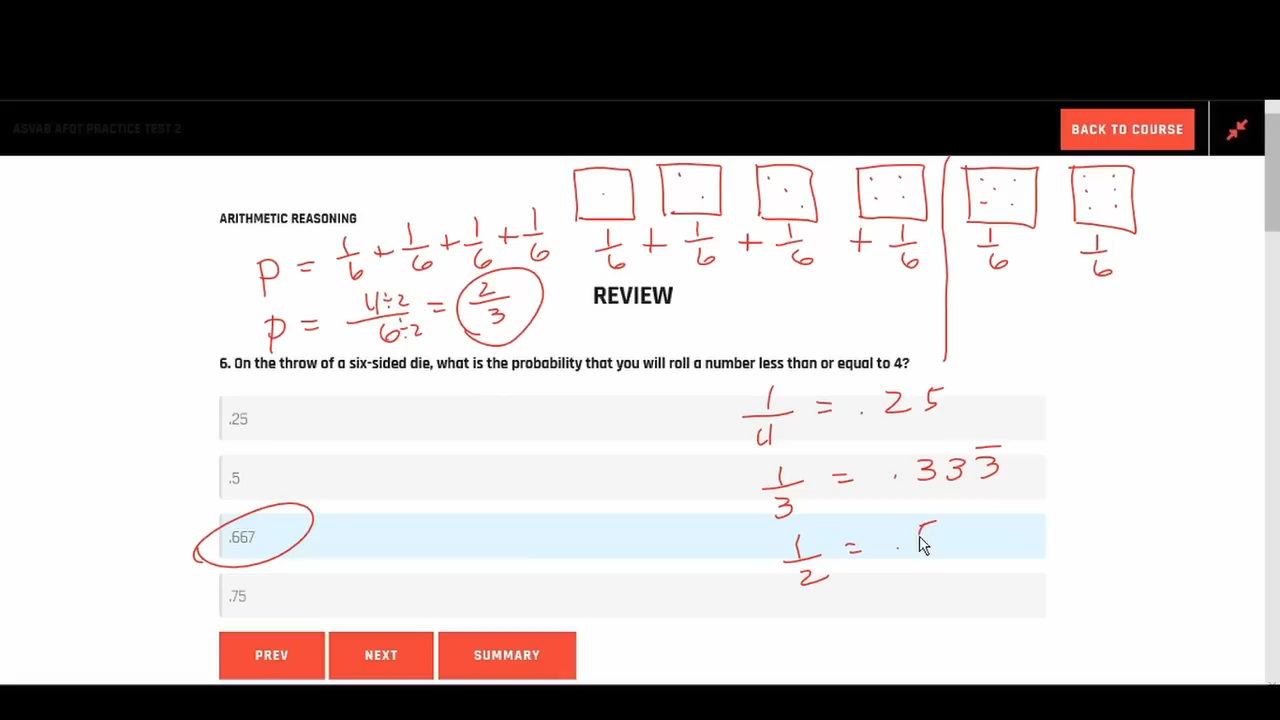 ASVAB AFQT PRACTICE TEST 2
BACK TO COURSE
ARITHMETIC REASONING
P = 1/6 + 1/6 + 1/6 + 1/6
1/6 + 1/6 + 1/6 + 1/6 1/6 1/6
P = 4÷2/6÷2 = 2/3
REVIEW
6. On the throw of a six-sided die, what is the probability that you will roll a number less than or equal to 4?
.25
1/4 = .25
.5
1/3 = .333̅
.667
1/2 = .5
.75
PREV
NEXT
SUMMARY